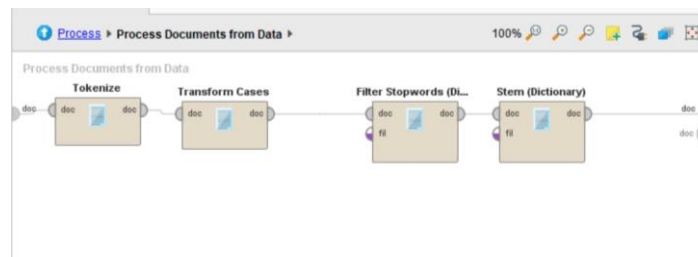 Process ▸ Process Documents from Data ▸ 100%
Process Documents from Data
Tokenize Transform Cases Filter Stopwords (Di... Stem (Dictionary)
doc doc doc doc doc doc doc doc doc doc
fil fil doc